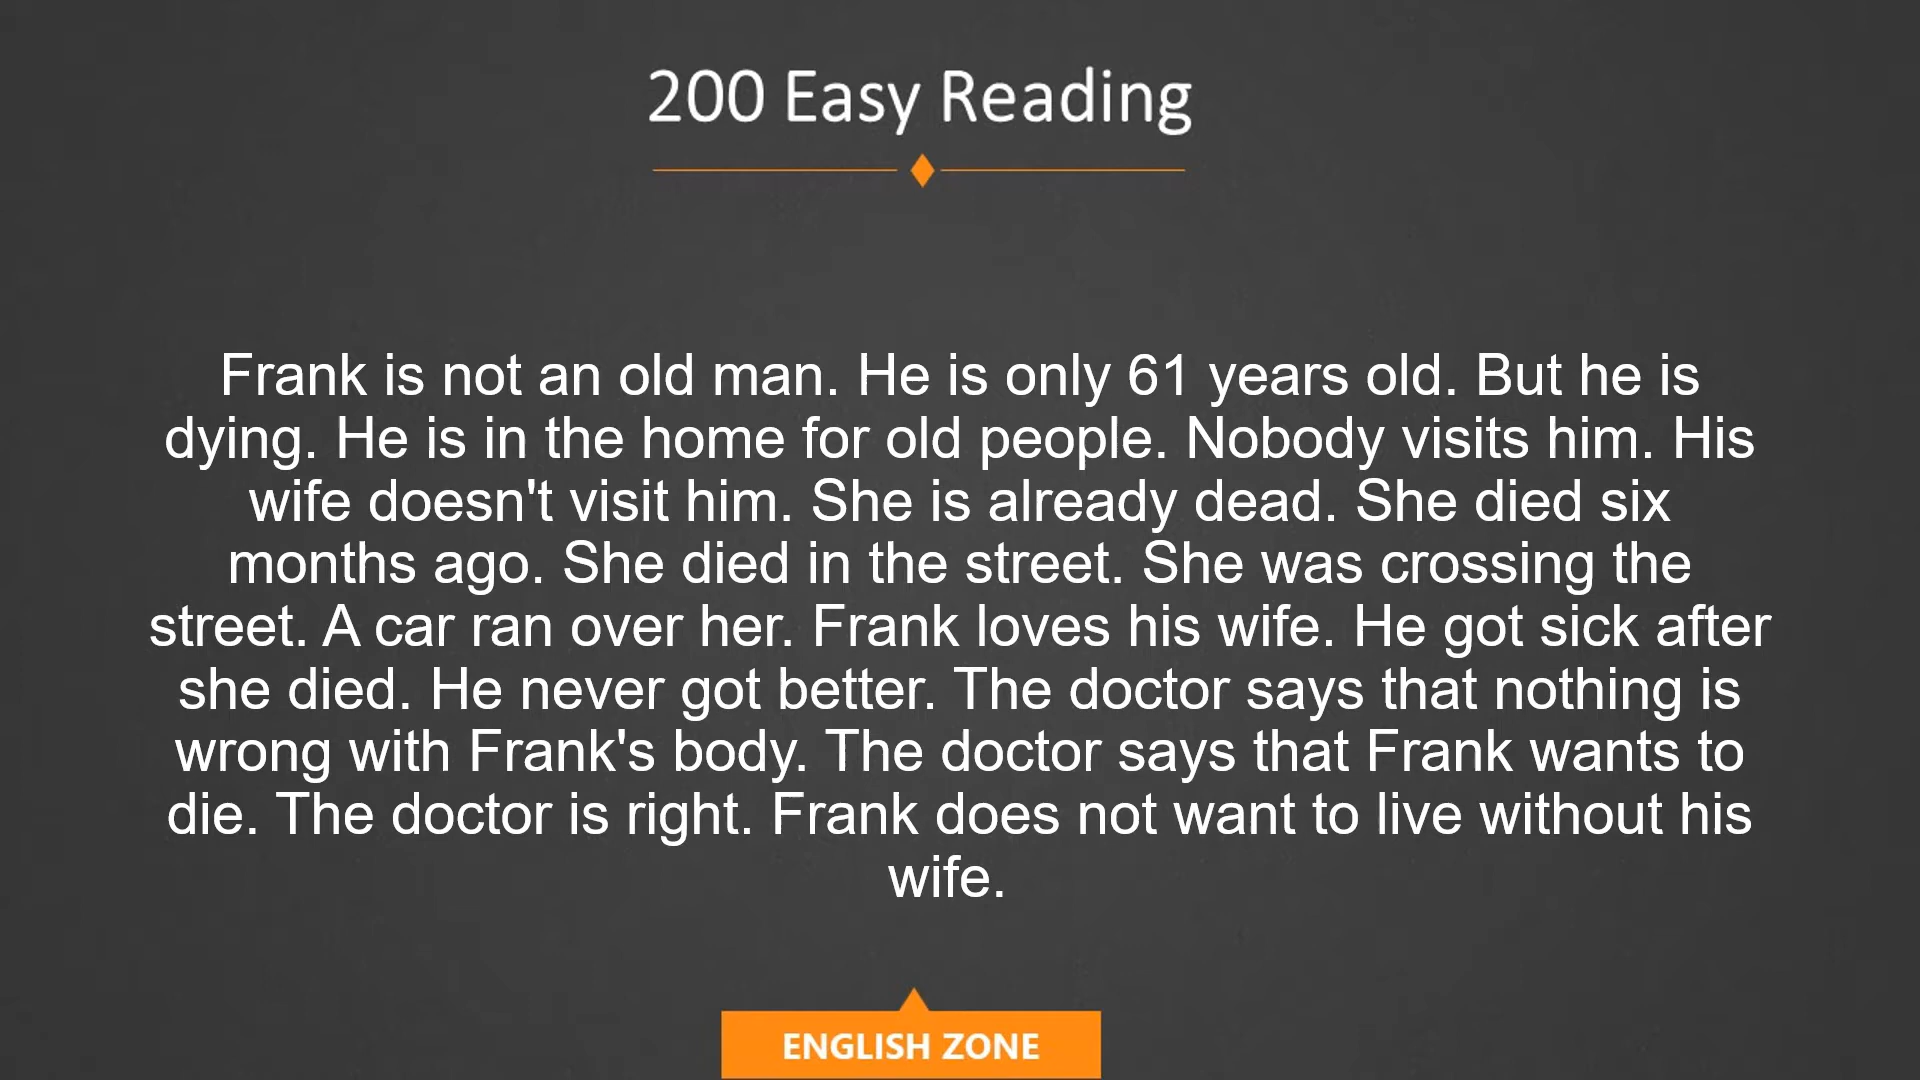 200 Easy Reading
Frank is not an old man. He is only 61 years old. But he is
dying. He is in the home for old people. Nobody visits him. His
wife doesn't visit him. She is already dead. She died six
months ago. She died in the street. She was crossing the
street. A car ran over her. Frank loves his wife. He got sick after
she died. He never got better. The doctor says that nothing is
wrong with Frank's body. The doctor says that Frank wants to
die. The doctor is right. Frank does not want to live without his
wife.
ENGLISH ZONE